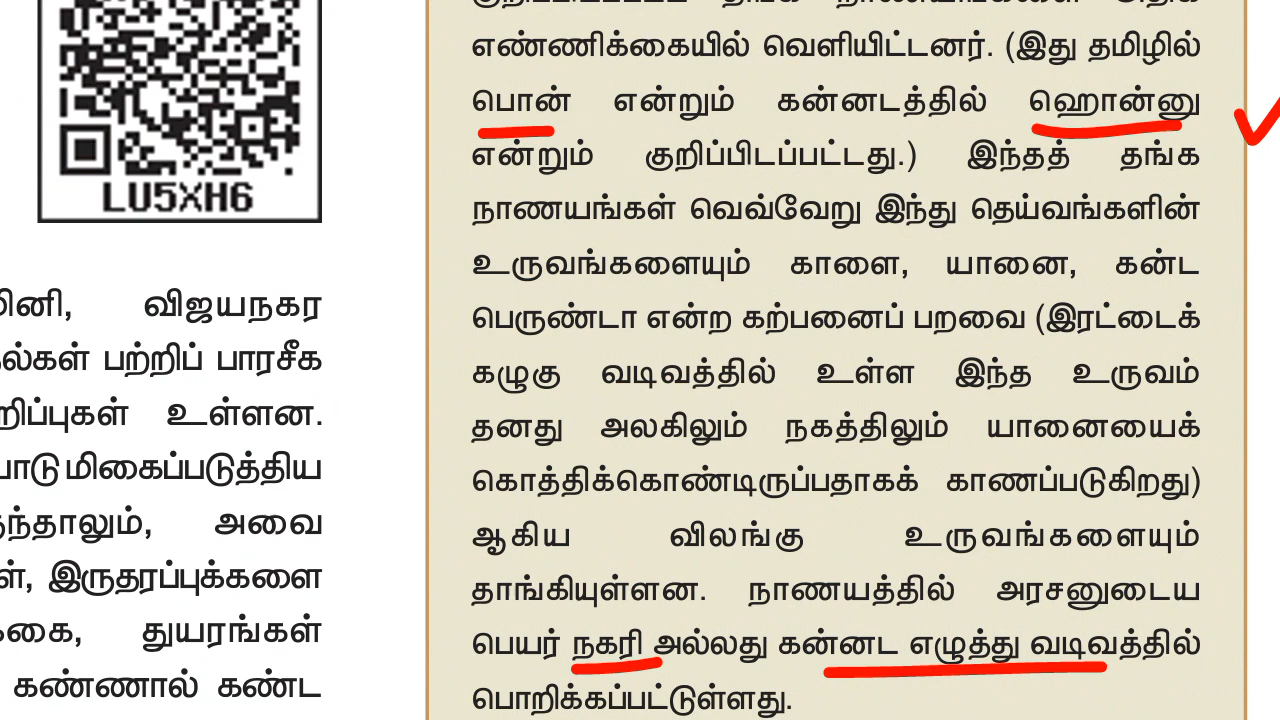 LU5XH6
விஜயநகர
பற்றிப் பாரசீக
உள்ளன.
மிகைப்படுத்திய
அவை
இருதரப்புக்களை
துயரங்கள்
கண்ணால் கண்ட
எண்ணிக்கையில் வெளியிட்டனர். (இது தமிழில்
பொன் என்றும் கன்னடத்தில் ஹொன்னு
என்றும் குறிப்பிடப்பட்டது.) இந்தத் தங்க
நாணயங்கள் வெவ்வேறு இந்து தெய்வங்களின்
உருவங்களையும் காளை, யானை, கன்ட
பெருண்டா என்ற கற்பனைப் பறவை (இரட்டைக்
கழுகு வடிவத்தில் உள்ள இந்த உருவம்
தனது அலகிலும் நகத்திலும் யானையைக்
கொத்திக்கொண்டிருப்பதாகக் காணப்படுகிறது)
ஆகிய விலங்கு உருவங்களையும்
தாங்கியுள்ளன. நாணயத்தில் அரசனுடைய
பெயர் நகரி அல்லது கன்னட எழுத்து வடிவத்தில்
பொறிக்கப்பட்டுள்ளது.